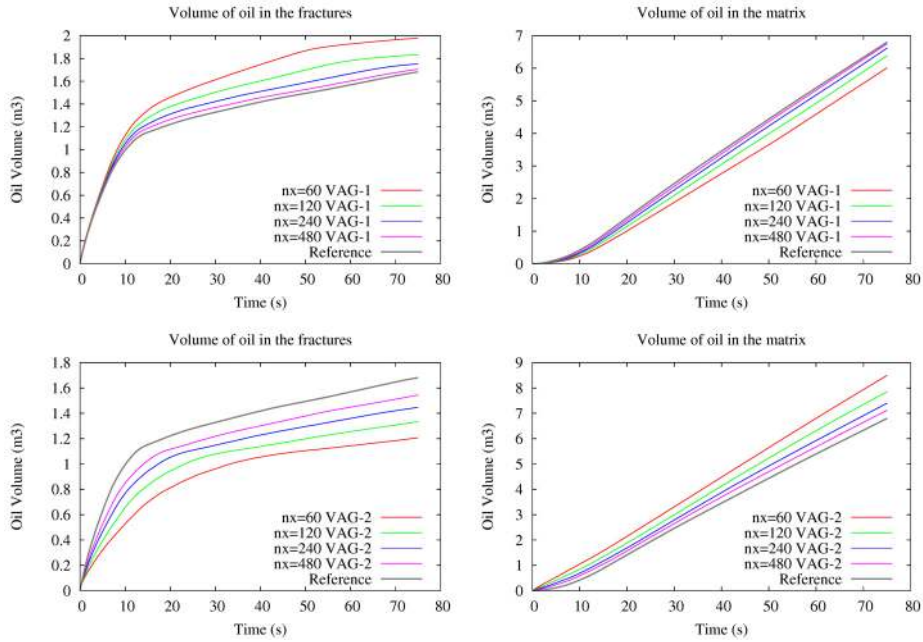 Volume of oil in the fractures
2
1.8
1.6
1.4
1.2
1
0.8
0.6
0.4
0.2
0
Oil Volume (m3)
nx=60 VAG-1
nx=120 VAG-1
nx=240 VAG-1
nx=480 VAG-1
Reference
0 10 20 30 40 50 60 70 80
Time (s)
Volume of oil in the matrix
7
6
5
4
3
2
1
0
Oil Volume (m3)
nx=60 VAG-1
nx=120 VAG-1
nx=240 VAG-1
nx=480 VAG-1
Reference
0 10 20 30 40 50 60 70 80
Time (s)
Volume of oil in the fractures
1.8
1.6
1.4
1.2
1
0.8
0.6
0.4
0.2
0
Oil Volume (m3)
nx=60 VAG-2
nx=120 VAG-2
nx=240 VAG-2
nx=480 VAG-2
Reference
0 10 20 30 40 50 60 70 80
Time (s)
Volume of oil in the matrix
9
8
7
6
5
4
3
2
1
0
Oil Volume (m3)
nx=60 VAG-2
nx=120 VAG-2
nx=240 VAG-2
nx=480 VAG-2
Reference
0 10 20 30 40 50 60 70 80
Time (s)